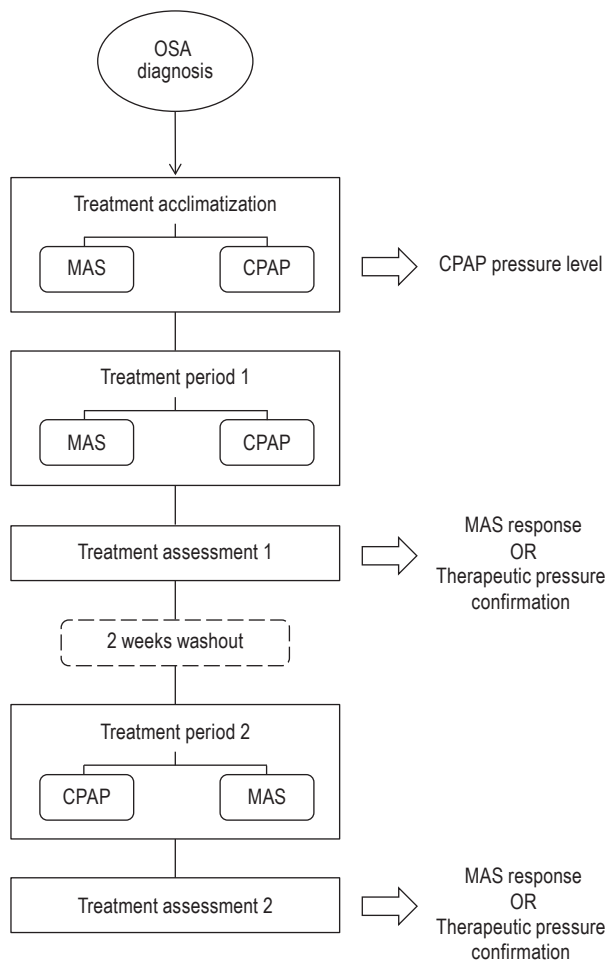 OSA
diagnosis
Treatment acclimatization
MAS
CPAP
CPAP pressure level
Treatment period 1
MAS
CPAP
Treatment assessment 1
MAS response
OR
Therapeutic pressure
confirmation
2 weeks washout
Treatment period 2
CPAP
MAS
Treatment assessment 2
MAS response
OR
Therapeutic pressure
confirmation